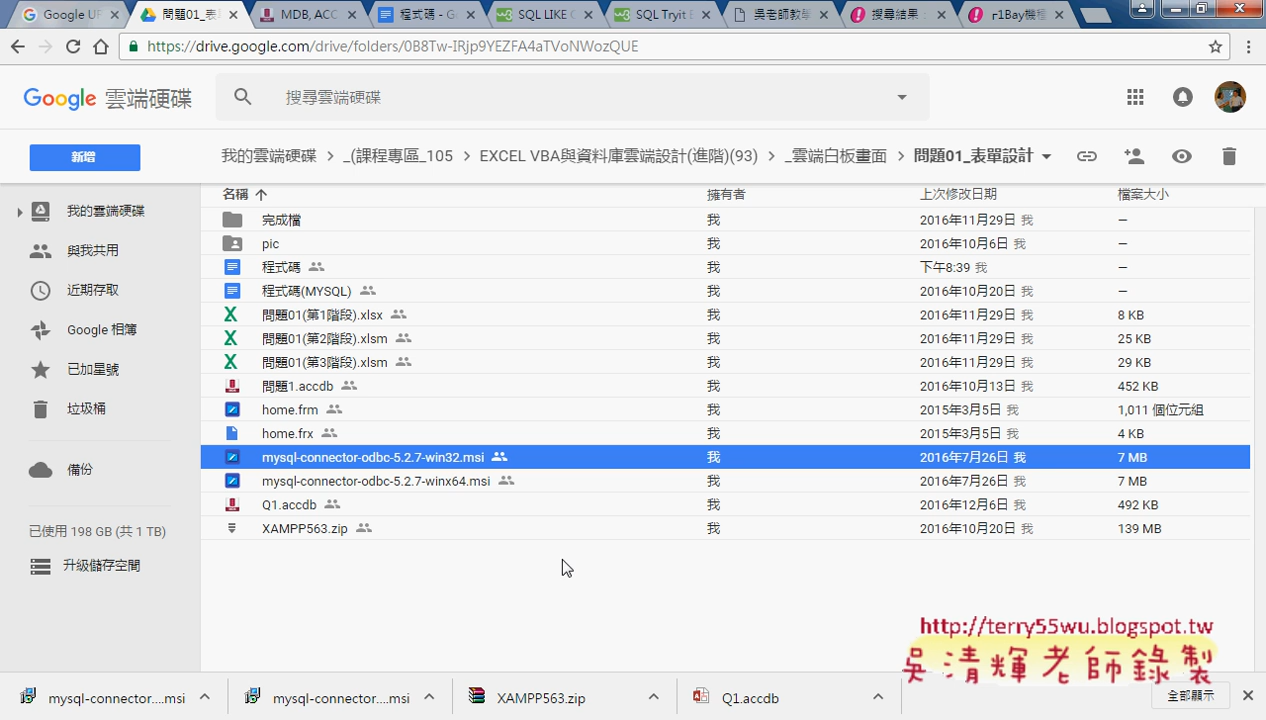 Google UF
問題01_表單
MDB, ACC
程式碼 - G
SQL LIKE
SQL Tryit
吳老師教學
搜尋結果
r1Bay機種
https://drive.google.com/drive/folders/0B8Tw-IRjp9YEZFA4aTVoNWozQUE
Google 雲端硬碟
搜尋雲端硬碟
新增
我的雲端硬碟 > _(課程專區_105 > EXCEL VBA與資料庫雲端設計(進階)(93) > _雲端白板畫面 > 問題01_表單設計
名稱 擁有者 上次修改日期 檔案大小
我的雲端硬碟
與我共用
近期存取
Google 相簿
已加星號
垃圾桶
備份
已使用 198 GB (共 1 TB)
升級儲存空間
完成檔 我 2016年11月29日 我 —
pic 我 2016年10月6日 我 —
程式碼 我 下午8:39 我 —
程式碼(MYSQL) 我 2016年10月20日 我 —
問題01(第1階段).xlsx 我 2016年11月29日 我 8 KB
問題01(第2階段).xlsm 我 2016年11月29日 我 25 KB
問題01(第3階段).xlsm 我 2016年11月29日 我 29 KB
問題1.accdb 我 2016年10月13日 我 452 KB
home.frm 我 2015年3月5日 我 1,011 個位元組
home.frx 我 2015年3月5日 我 4 KB
mysql-connector-odbc-5.2.7-win32.msi 我 2016年7月26日 我 7 MB
mysql-connector-odbc-5.2.7-winx64.msi 我 2016年7月26日 我 7 MB
Q1.accdb 我 2016年12月6日 我 492 KB
XAMPP563.zip 我 2016年10月20日 我 139 MB
http://terry55wu.blogspot.tw
吳清輝老師錄製
mysql-connector....msi
mysql-connector....msi
XAMPP563.zip
Q1.accdb
全部顯示